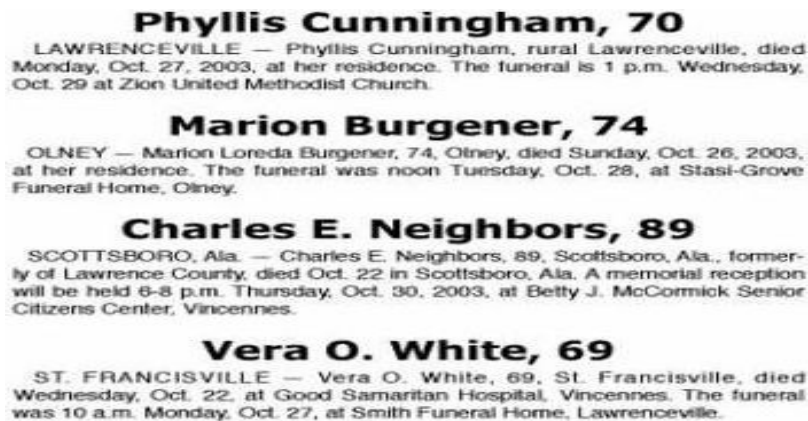 Phyllis Cunningham, 70
LAWRENCEVILLE — Phyllis Cunningham, rural Lawrenceville, died
Monday, Oct. 27, 2003, at her residence. The funeral is 1 p.m. Wednesday,
Oct. 29 at Zion United Methodist Church.
Marion Burgener, 74
OLNEY — Marion Loreda Burgener, 74, Olney, died Sunday, Oct. 26, 2003,
at her residence. The funeral was noon Tuesday, Oct. 28, at Stasi-Grove
Funeral Home, Olney.
Charles E. Neighbors, 89
SCOTTSBORO, Ala. — Charles E. Neighbors, 89, Scottsboro, Ala., former-
ly of Lawrence County, died Oct. 22 in Scottsboro, Ala. A memorial reception
will be held 6-8 p.m. Thursday, Oct. 30, 2003, at Betty J. McCormick Senior
Citizens Center, Vincennes.
Vera O. White, 69
ST. FRANCISVILLE — Vera O. White, 69, St. Francisville, died
Wednesday, Oct. 22, at Good Samaritan Hospital, Vincennes. The funeral
was 10 a.m. Monday, Oct. 27, at Smith Funeral Home, Lawrenceville.